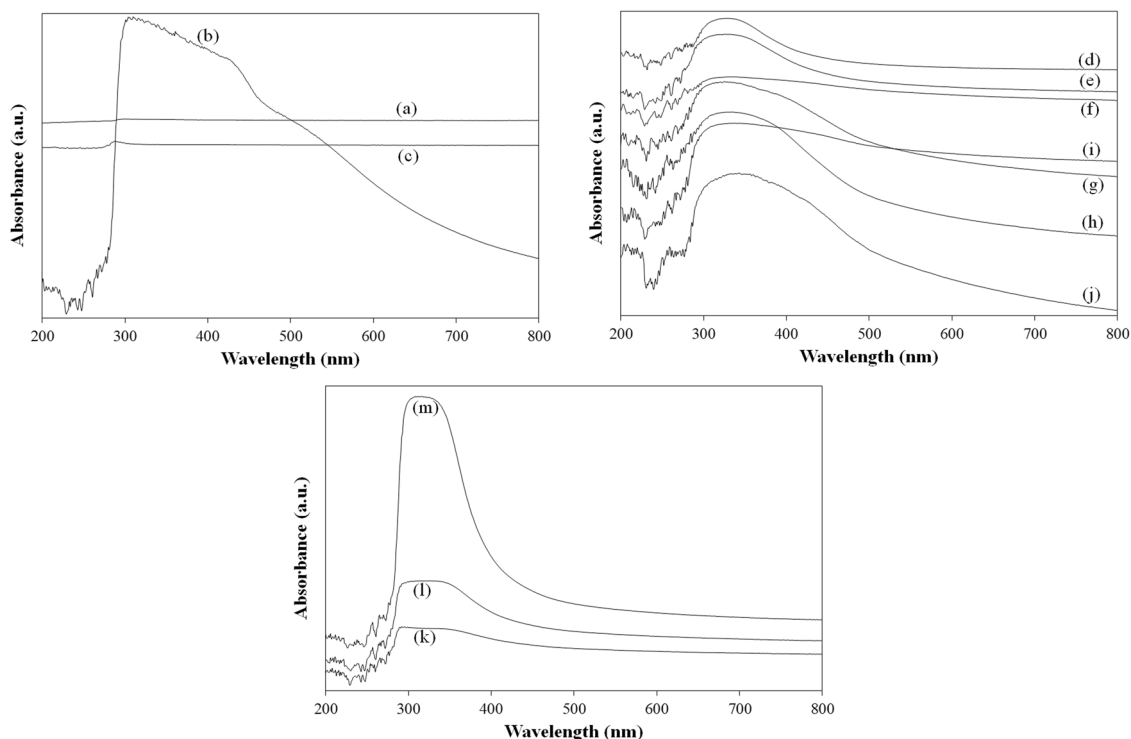 Absorbance (a.u.)
(b)
(a)
(c)
200 300 400 500 600 700 800
Wavelength (nm)
Absorbance (a.u.)
(d)
(e)
(f)
(i)
(g)
(h)
(j)
200 300 400 500 600 700 800
Wavelength (nm)
Absorbance (a.u.)
(m)
(l)
(k)
200 300 400 500 600 700 800
Wavelength (nm)